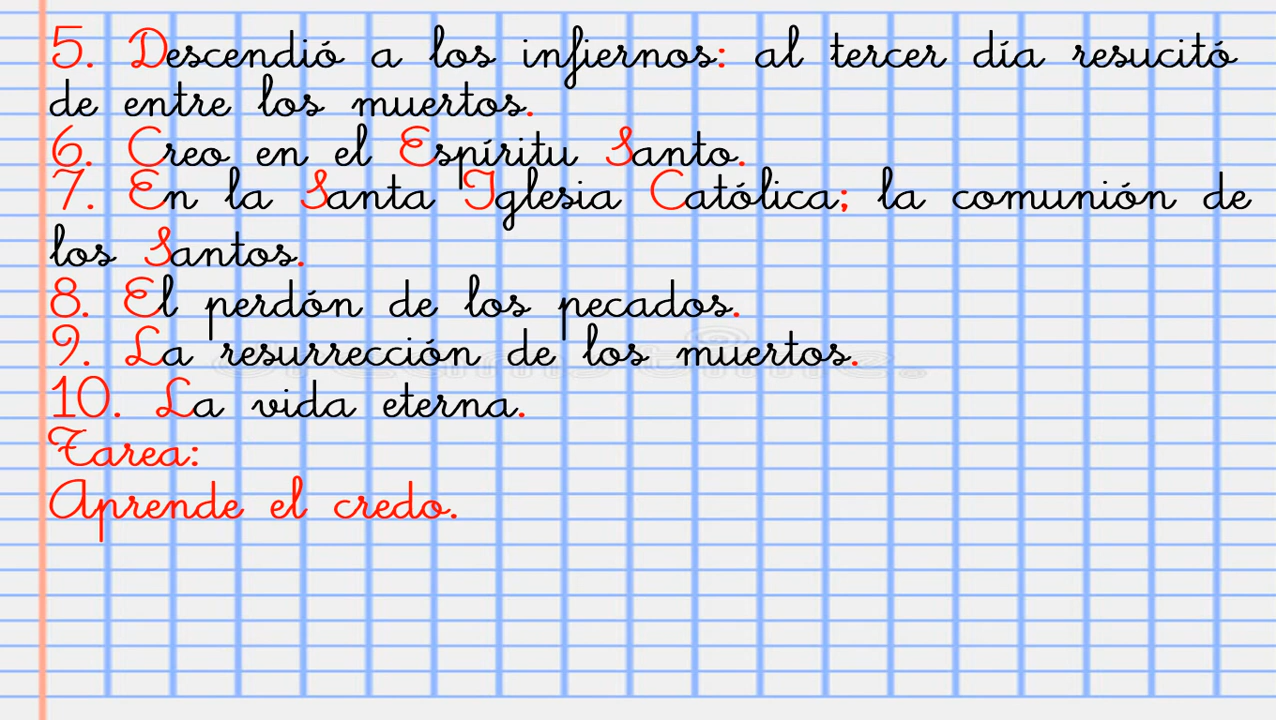 5. Descendió a los infiernos: al tercer día resucitó
de entre los muertos.
6. Creo en el Espíritu Santo.
7. En la Santa Iglesia Católica; la comunión de
los Santos.
8. El perdón de los pecados.
9. La resurrección de los muertos.
10. La vida eterna.
Tarea:
Aprende el credo.